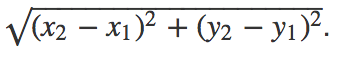 √(x₂ − x₁)² + (y₂ − y₁)².